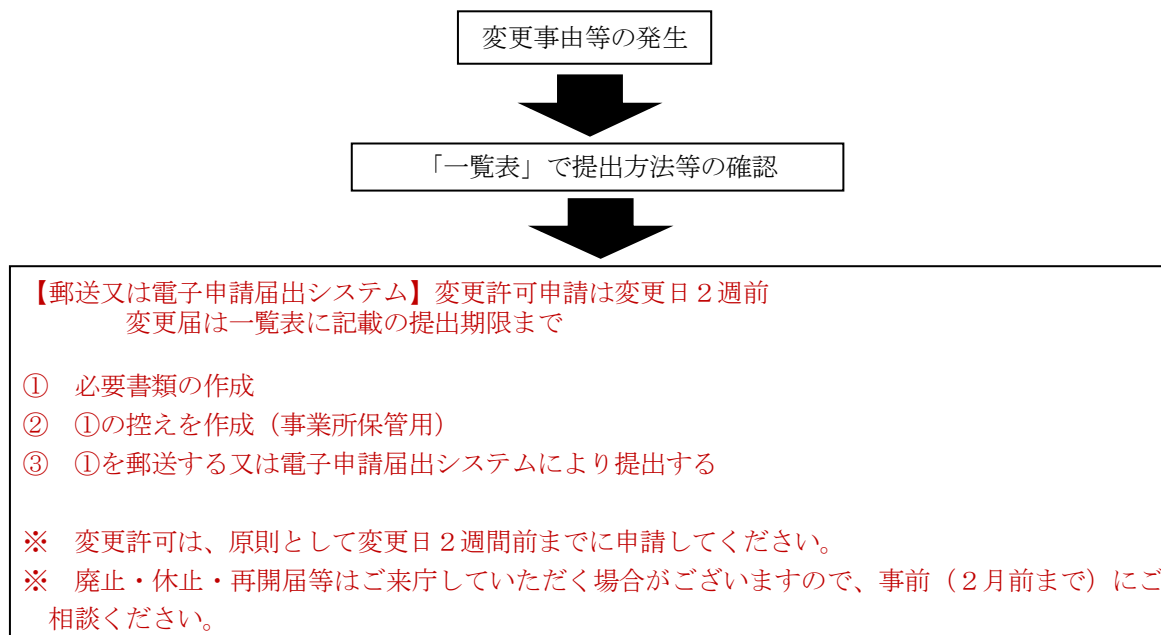 変更事由等の発生
「一覧表」で提出方法等の確認
【郵送又は電子申請届出システム】変更許可申請は変更日２週前
変更届は一覧表に記載の提出期限まで
① 必要書類の作成
② ①の控えを作成（事業所保管用）
③ ①を郵送する又は電子申請届出システムにより提出する
※ 変更許可は、原則として変更日２週間前までに申請してください。
※ 廃止・休止・再開届等はご来庁していただく場合がございますので、事前（２月前まで）にご
相談ください。